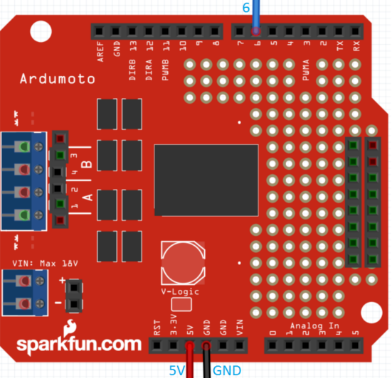 6
AREF
GND
DIRB 13
DIRA 12
PWMB 11
10
9
8
7
6
5
4
PWMA 3
2
TX
RX
Ardumoto
3
B
4
2
A
1
VIN: Max 16V
+
-
V-Logic
sparkfun.com
RST
3.3V
5V
GND
GND
VIN
Analog In
0
1
2
3
4
5
5V
GND